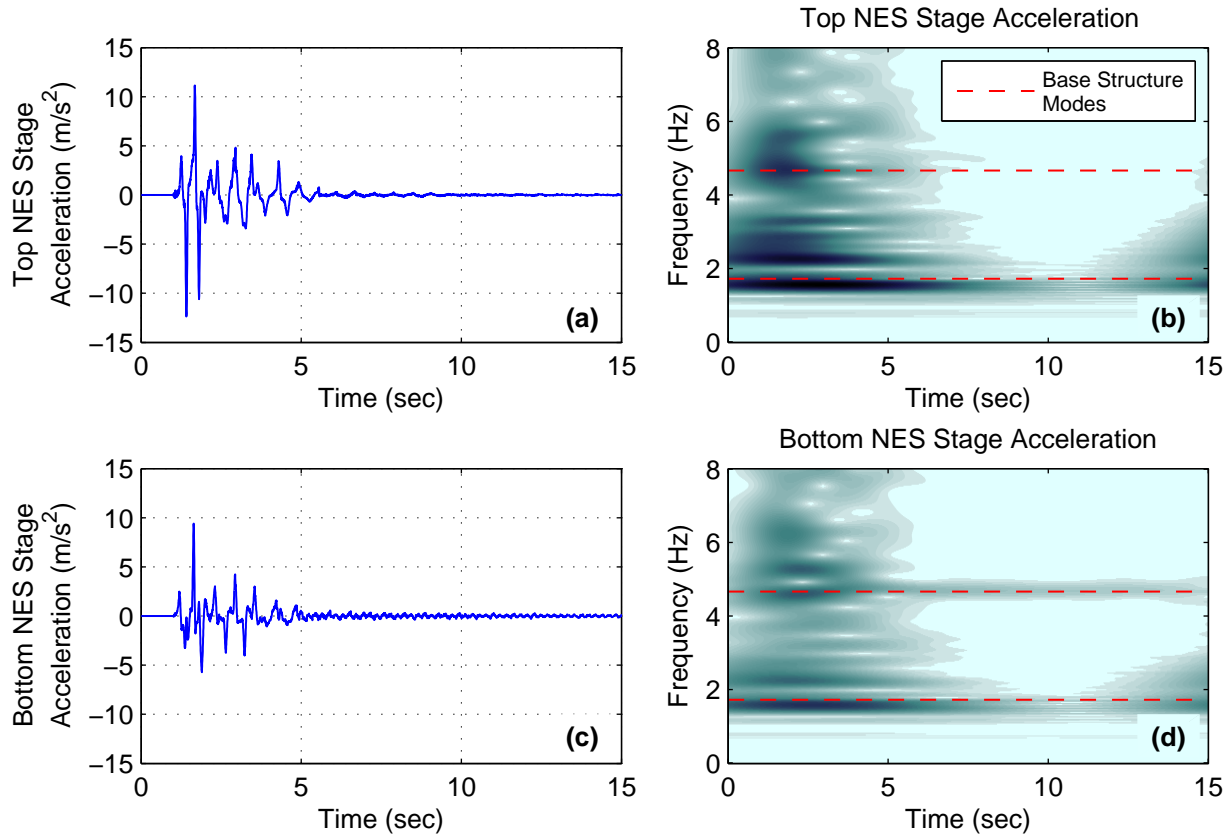 Top NES Stage
Acceleration (m/s²)
15
10
5
0
−5
−10
−15
0
5
10
15
Time (sec)
(a)
Top NES Stage Acceleration
Frequency (Hz)
8
6
4
2
0
0
5
10
15
Time (sec)
Base Structure
Modes
(b)
Bottom NES Stage
Acceleration (m/s²)
15
10
5
0
−5
−10
−15
0
5
10
15
Time (sec)
(c)
Bottom NES Stage Acceleration
Frequency (Hz)
8
6
4
2
0
0
5
10
15
Time (sec)
(d)